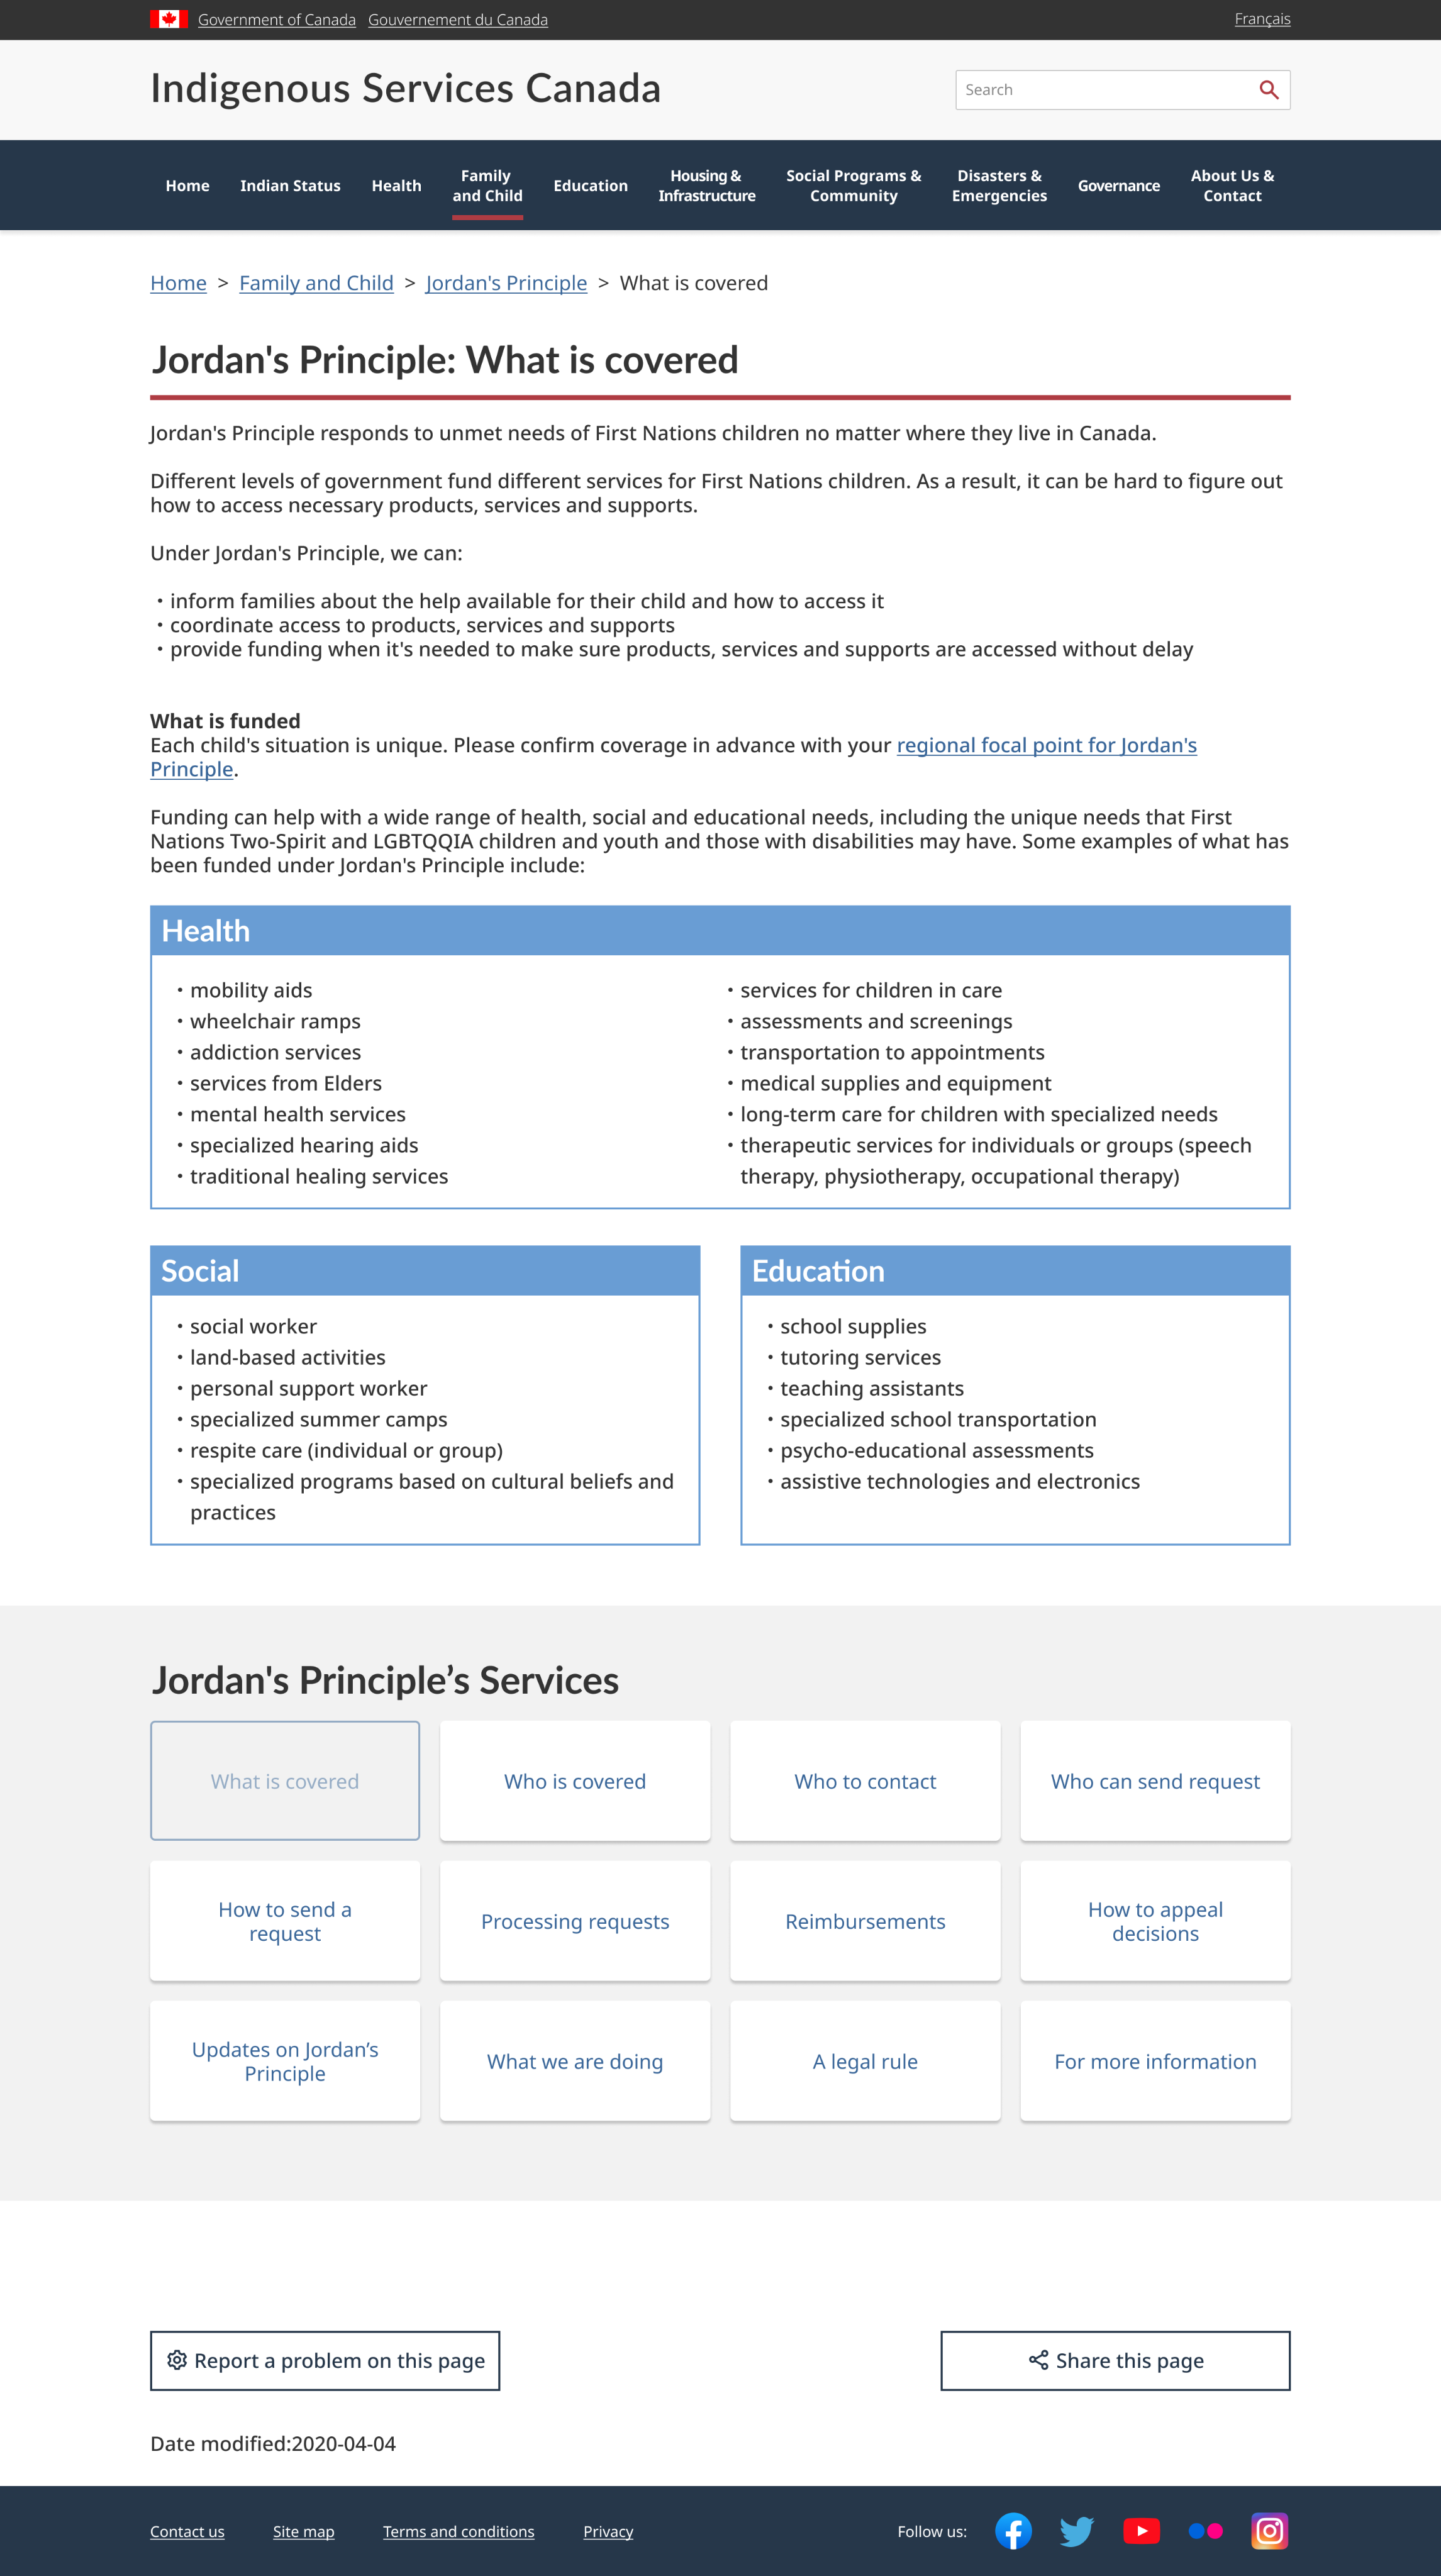 Government of Canada Gouvernement du Canada Français
Indigenous Services Canada
Search
Home Indian Status Health Family and Child Education Housing & Infrastructure Social Programs & Community Disasters & Emergencies Governance About Us & Contact
Home > Family and Child > Jordan's Principle > What is covered
Jordan's Principle: What is covered
Jordan's Principle responds to unmet needs of First Nations children no matter where they live in Canada.
Different levels of government fund different services for First Nations children. As a result, it can be hard to figure out
how to access necessary products, services and supports.
Under Jordan's Principle, we can:
• inform families about the help available for their child and how to access it
• coordinate access to products, services and supports
• provide funding when it's needed to make sure products, services and supports are accessed without delay
What is funded
Each child's situation is unique. Please confirm coverage in advance with your regional focal point for Jordan's
Principle.
Funding can help with a wide range of health, social and educational needs, including the unique needs that First
Nations Two-Spirit and LGBTQQIA children and youth and those with disabilities may have. Some examples of what has
been funded under Jordan's Principle include:
Health
• mobility aids
• wheelchair ramps
• addiction services
• services from Elders
• mental health services
• specialized hearing aids
• traditional healing services
• services for children in care
• assessments and screenings
• transportation to appointments
• medical supplies and equipment
• long-term care for children with specialized needs
• therapeutic services for individuals or groups (speech
therapy, physiotherapy, occupational therapy)
Social
• social worker
• land-based activities
• personal support worker
• specialized summer camps
• respite care (individual or group)
• specialized programs based on cultural beliefs and
practices
Education
• school supplies
• tutoring services
• teaching assistants
• specialized school transportation
• psycho-educational assessments
• assistive technologies and electronics
Jordan's Principle’s Services
What is covered
Who is covered
Who to contact
Who can send request
How to send a
request
Processing requests
Reimbursements
How to appeal
decisions
Updates on Jordan’s
Principle
What we are doing
A legal rule
For more information
Report a problem on this page
Share this page
Date modified:2020-04-04
Contact us Site map Terms and conditions Privacy Follow us: